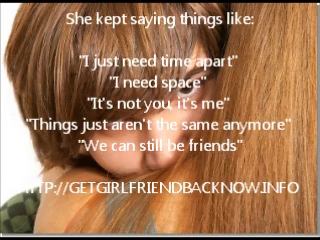 She kept saying things like:
"I just need time apart"
"I need space"
"It's not you, it's me"
"Things just aren't the same anymore"
"We can still be friends"
HTTP://GETGIRLFRIENDBACKNOW.INFO